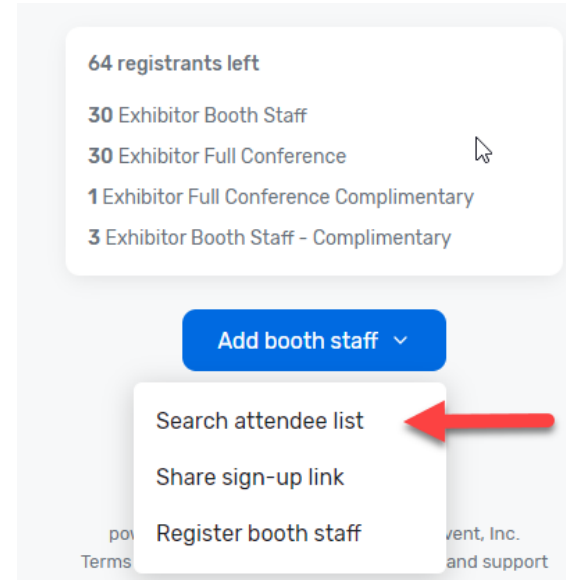 64 registrants left
30 Exhibitor Booth Staff
30 Exhibitor Full Conference
1 Exhibitor Full Conference Complimentary
3 Exhibitor Booth Staff - Complimentary
Add booth staff
Search attendee list
Share sign-up link
Register booth staff
Inc.
Terms and support